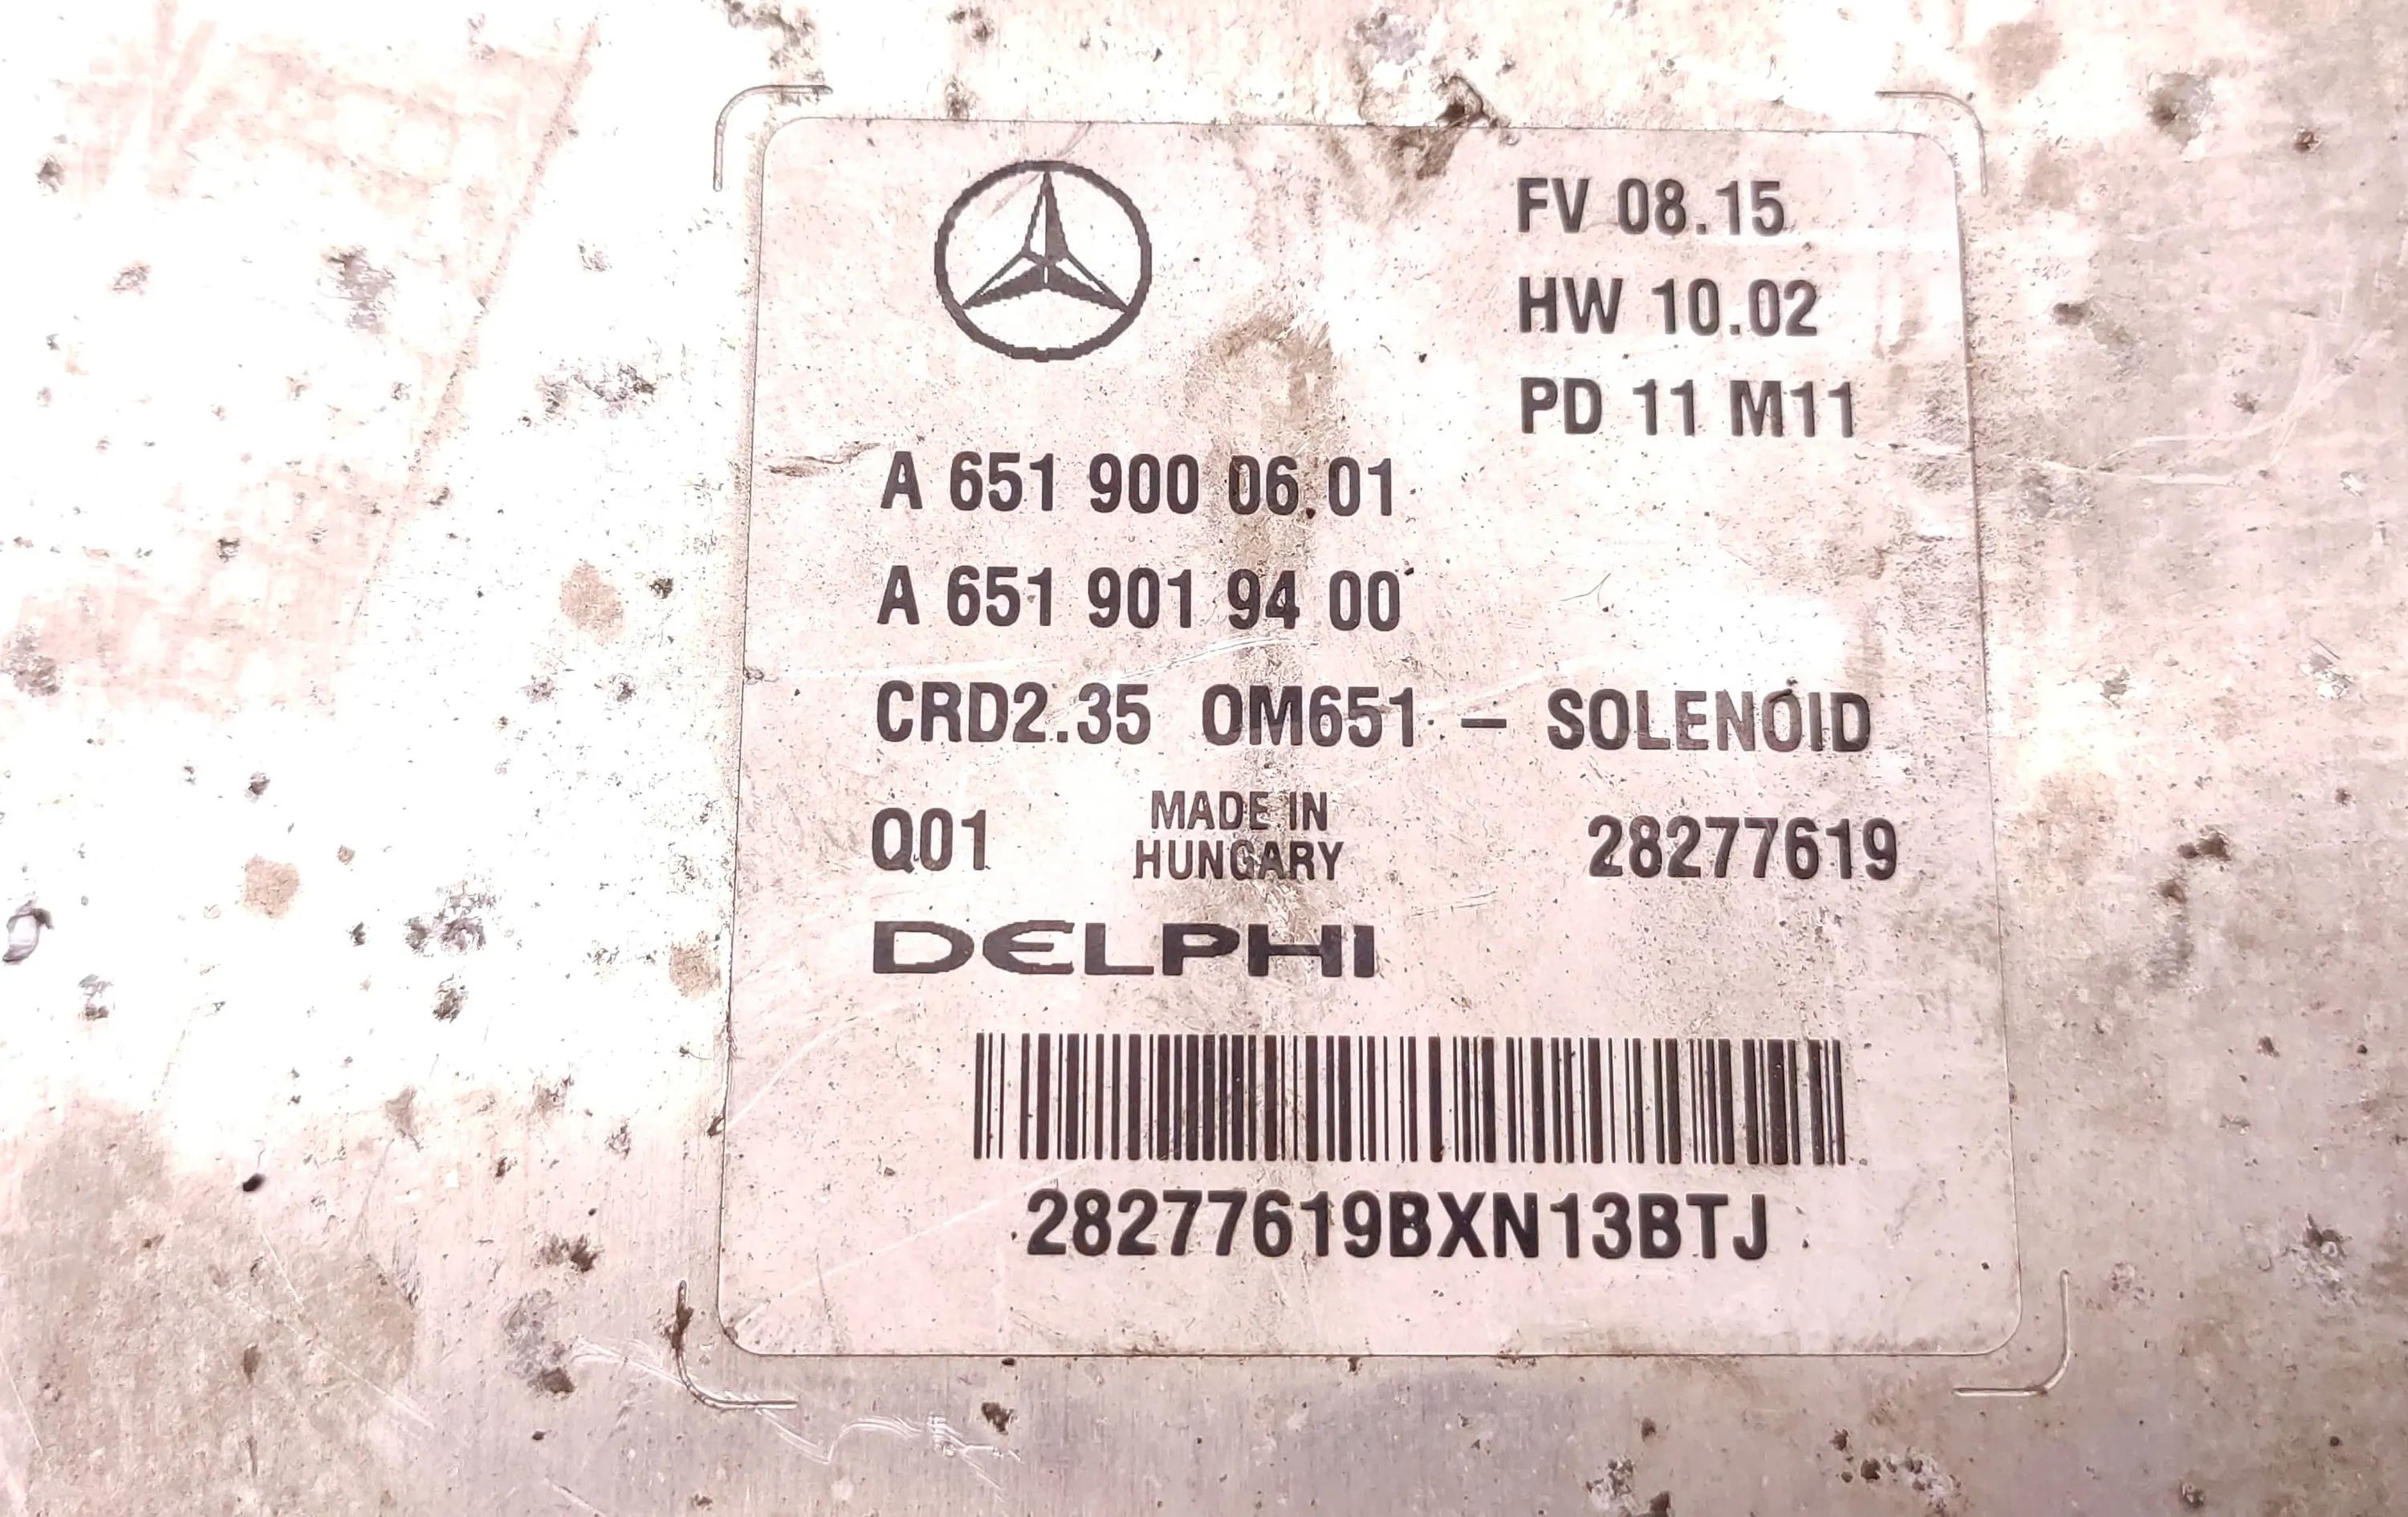 FV 08.15
HW 10.02
PD 11 M11
A 651 900 06 01
A 651 901 94 00
CRD2.35 OM651 - SOLENOID
Q01
MADE IN
HUNGARY
28277619
DELPHI
28277619BXN13BTJ